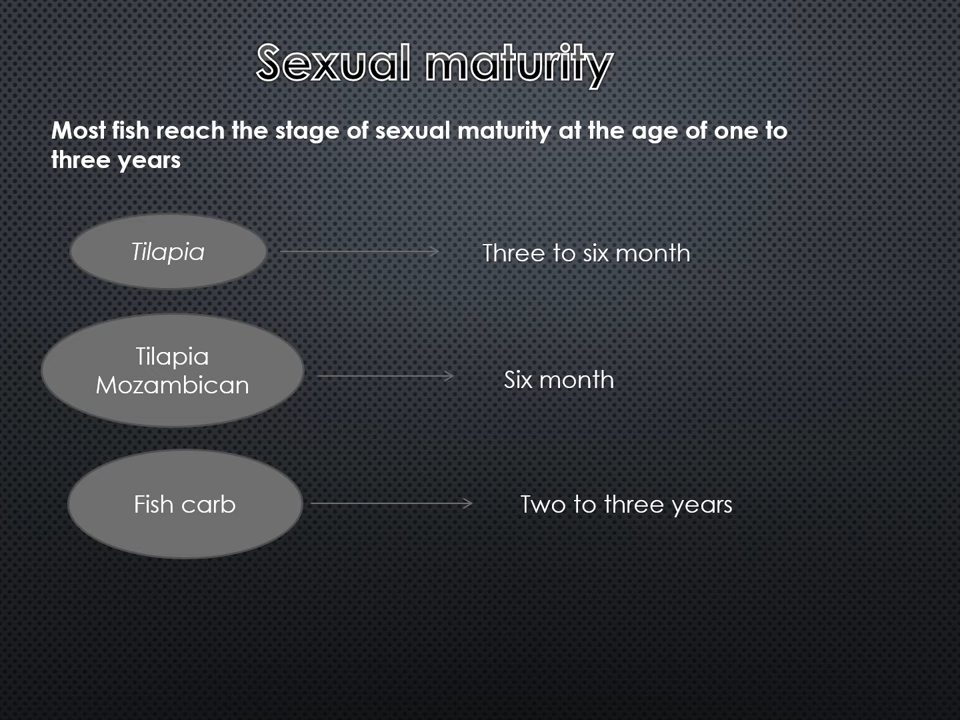 Sexual maturity
Most fish reach the stage of sexual maturity at the age of one to
three years
Tilapia
Three to six month
Tilapia
Mozambican
Six month
Fish carb
Two to three years